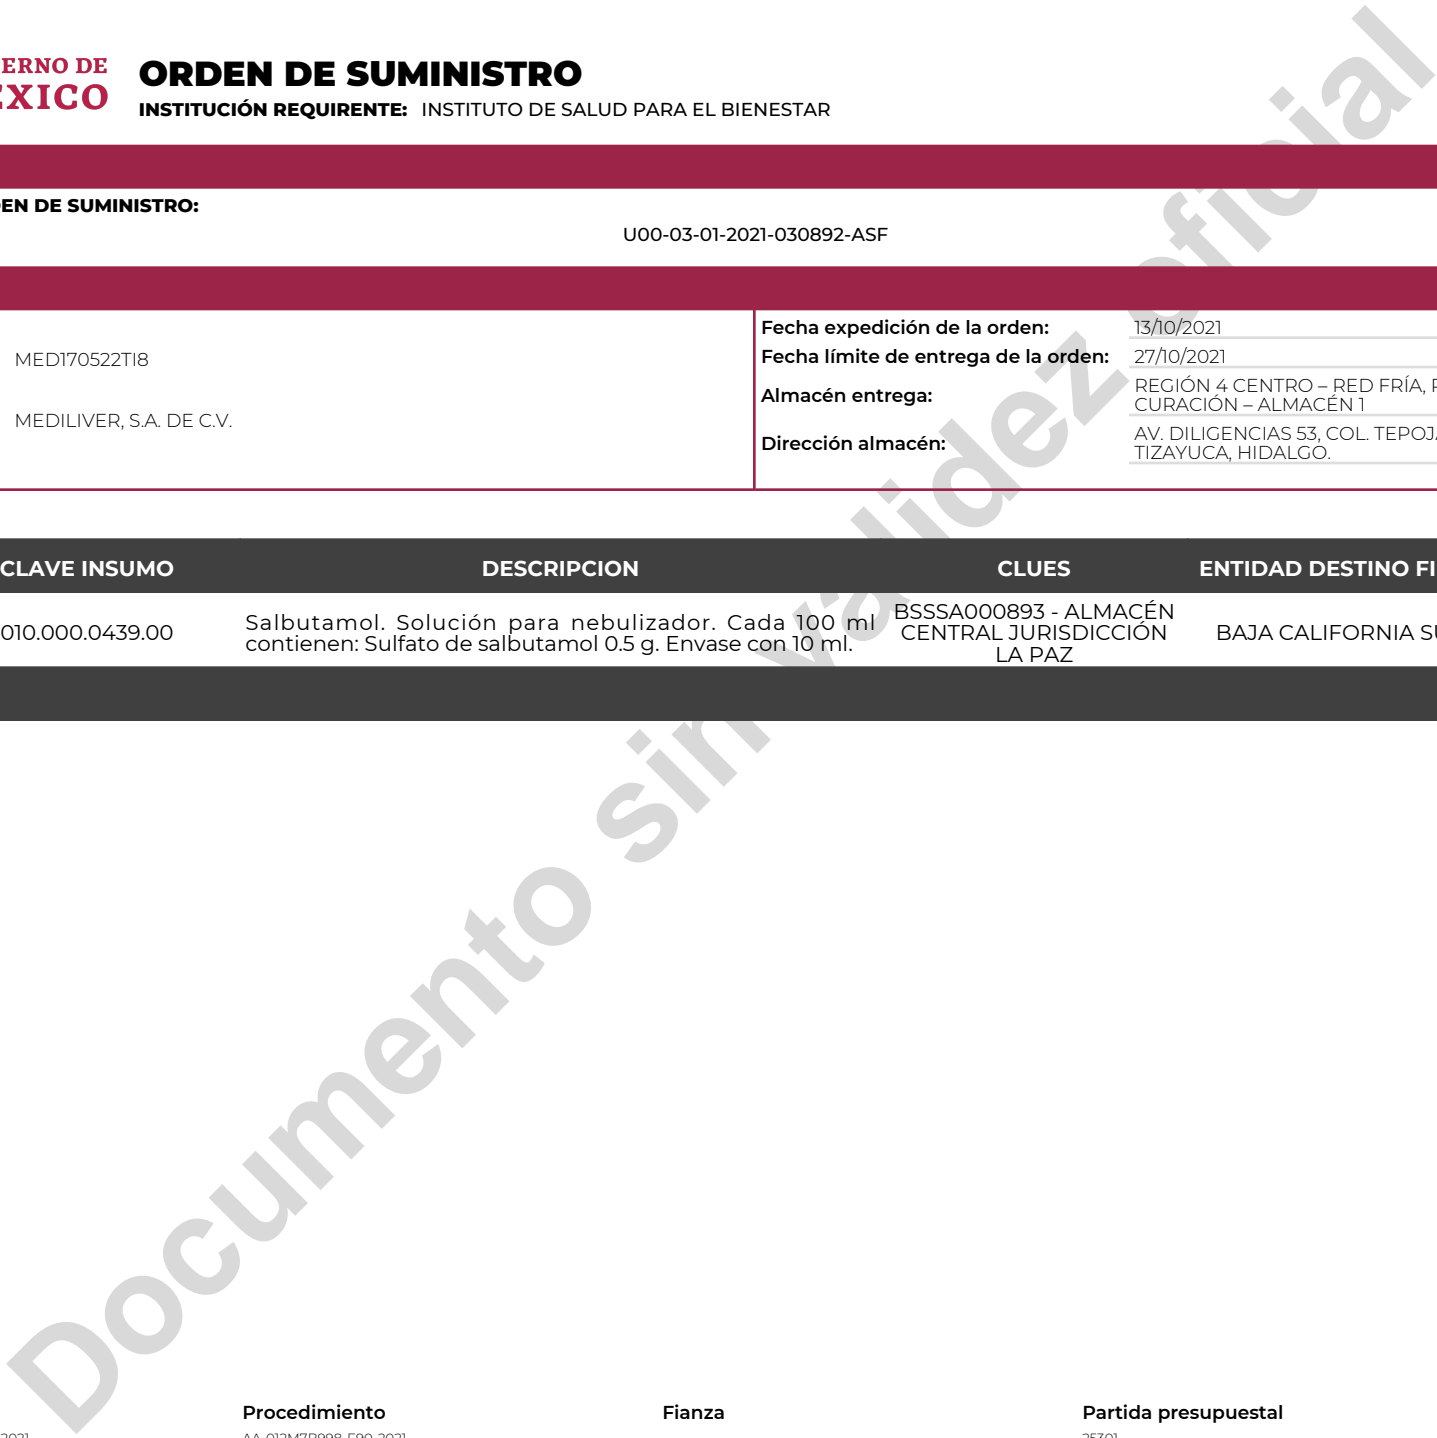 ERNO DE
EXICO
ORDEN DE SUMINISTRO
INSTITUCIÓN REQUIRENTE: INSTITUTO DE SALUD PARA EL BIENESTAR
EN DE SUMINISTRO:
U00-03-01-2021-030892-ASF
MED170522TI8
MEDILIVER, S.A. DE C.V.
Fecha expedición de la orden: 13/10/2021
Fecha límite de entrega de la orden: 27/10/2021
Almacén entrega: REGIÓN 4 CENTRO – RED FRÍA,
CURACIÓN – ALMACÉN 1
Dirección almacén: AV. DILIGENCIAS 53, COL. TEPOJ
TIZAYUCA, HIDALGO.
CLAVE INSUMO DESCRIPCION CLUES ENTIDAD DESTINO FI
010.000.0439.00
Salbutamol. Solución para nebulizador. Cada 100 ml
contienen: Sulfato de salbutamol 0.5 g. Envase con 10 ml.
BSSSA000893 - ALMACÉN
CENTRAL JURISDICCIÓN
LA PAZ
BAJA CALIFORNIA SU
Documento sin validez oficial
Procedimiento Fianza Partida presupuestal